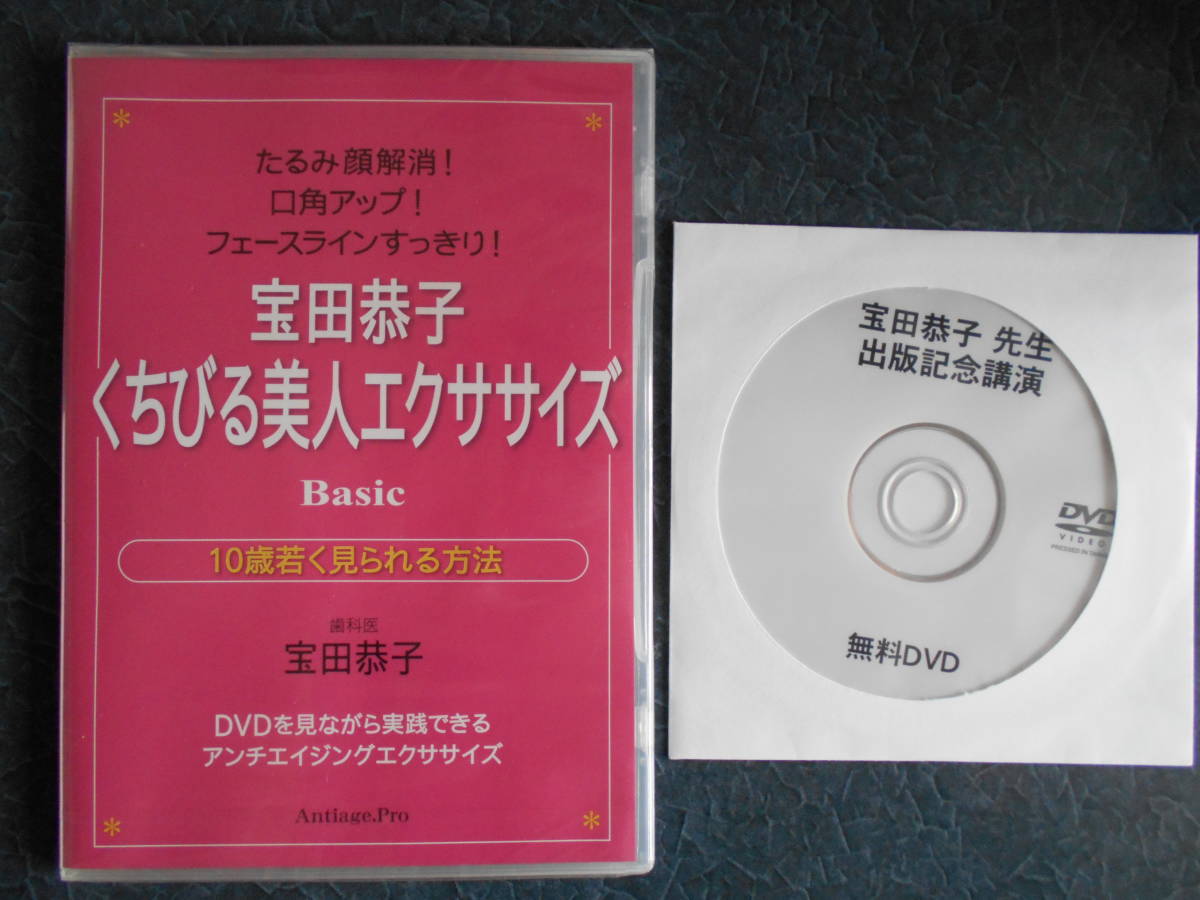 たるみ顔解消！
口角アップ！
フェースラインすっきり！
宝田恭子
くちびる美人エクササイズ
Basic
10歳若く見られる方法
歯科医
宝田恭子
DVDを見ながら実践できる
アンチエイジングエクササイズ
Antiage.Pro
宝田恭子 先生
出版記念講演
DVD
VIDEO
PRESSED IN TAIWAN
無料DVD